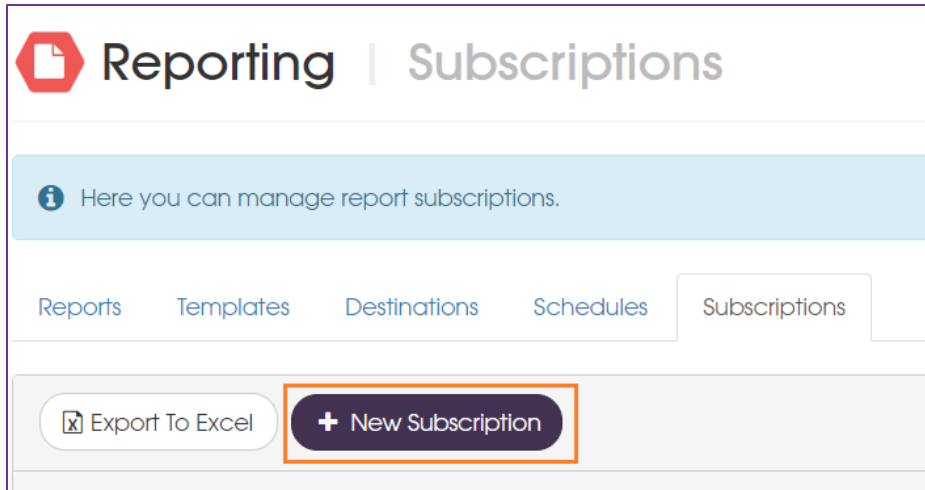 Reporting | Subscriptions
Here you can manage report subscriptions.
Reports Templates Destinations Schedules Subscriptions
Export To Excel + New Subscription